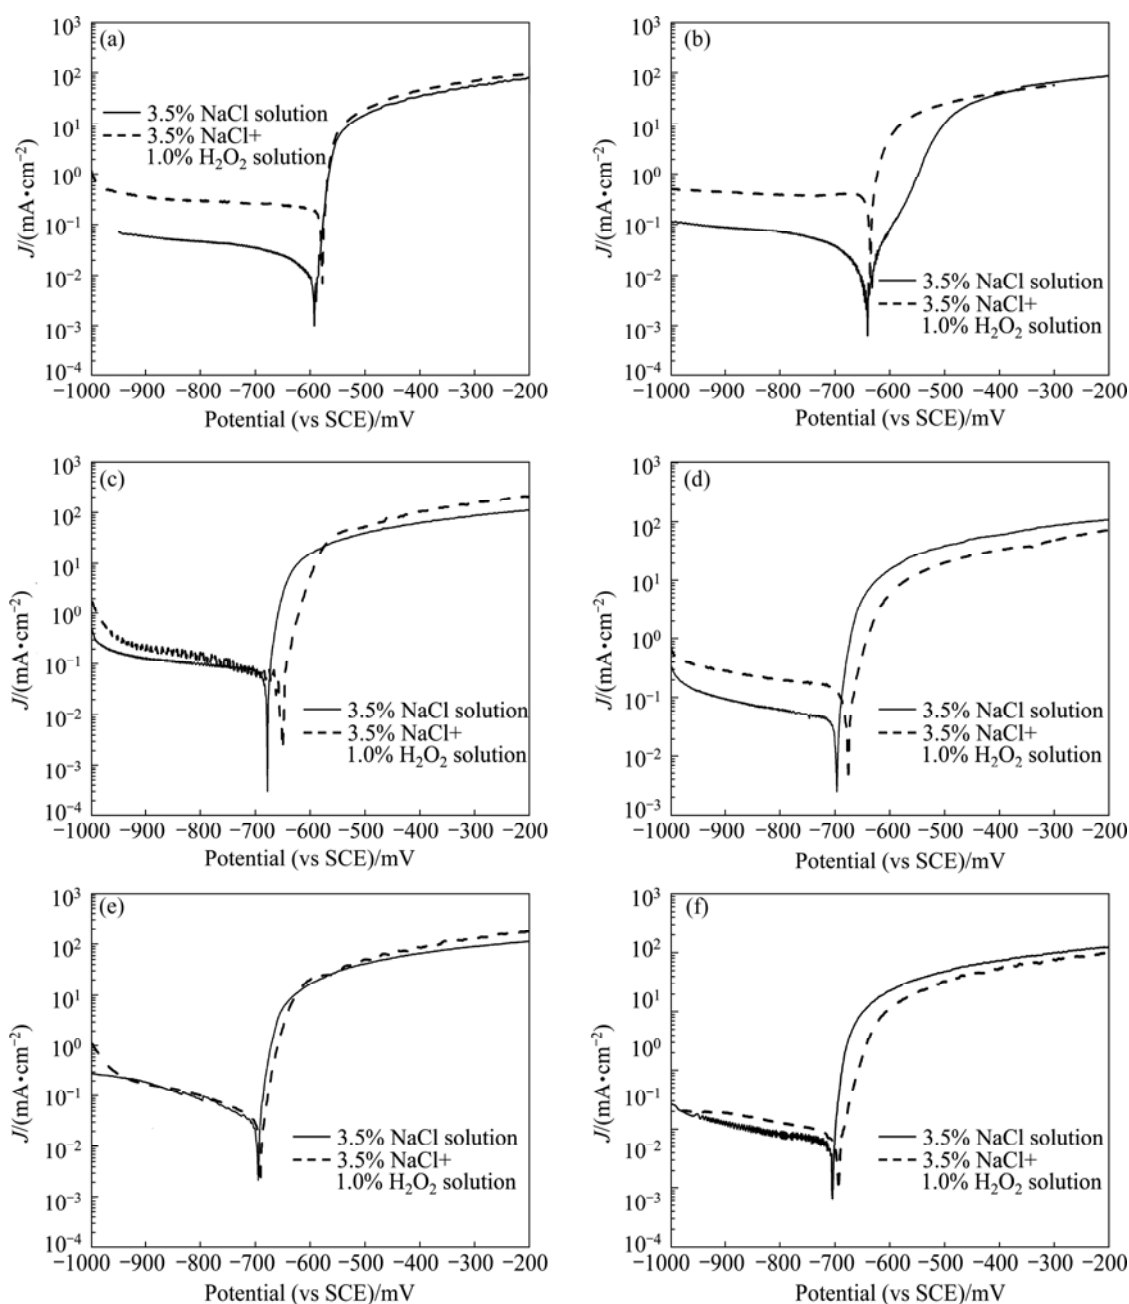 (a)
10³
10²
10¹
10⁰
10⁻¹
10⁻²
10⁻³
10⁻⁴
J/(mA•cm⁻²)
3.5% NaCl solution
3.5% NaCl+
1.0% H₂O₂ solution
−1000 −900 −800 −700 −600 −500 −400 −300 −200
Potential (vs SCE)/mV
(b)
10³
10²
10¹
10⁰
10⁻¹
10⁻²
10⁻³
10⁻⁴
J/(mA•cm⁻²)
3.5% NaCl solution
3.5% NaCl+
1.0% H₂O₂ solution
−1000 −900 −800 −700 −600 −500 −400 −300 −200
Potential (vs SCE)/mV
(c)
10³
10²
10¹
10⁰
10⁻¹
10⁻²
10⁻³
10⁻⁴
J/(mA•cm⁻²)
3.5% NaCl solution
3.5% NaCl+
1.0% H₂O₂ solution
−1000 −900 −800 −700 −600 −500 −400 −300 −200
Potential (vs SCE)/mV
(d)
10³
10²
10¹
10⁰
10⁻¹
10⁻²
10⁻³
J/(mA•cm⁻²)
3.5% NaCl solution
3.5% NaCl+
1.0% H₂O₂ solution
−1000 −900 −800 −700 −600 −500 −400 −300 −200
Potential (vs SCE)/mV
(e)
10³
10²
10¹
10⁰
10⁻¹
10⁻²
10⁻³
10⁻⁴
J/(mA•cm⁻²)
3.5% NaCl solution
3.5% NaCl+
1.0% H₂O₂ solution
−1000 −900 −800 −700 −600 −500 −400 −300 −200
Potential (vs SCE)/mV
(f)
10³
10²
10¹
10⁰
10⁻¹
10⁻²
10⁻³
10⁻⁴
J/(mA•cm⁻²)
3.5% NaCl solution
3.5% NaCl+
1.0% H₂O₂ solution
−1000 −900 −800 −700 −600 −500 −400 −300 −200
Potential (vs SCE)/mV